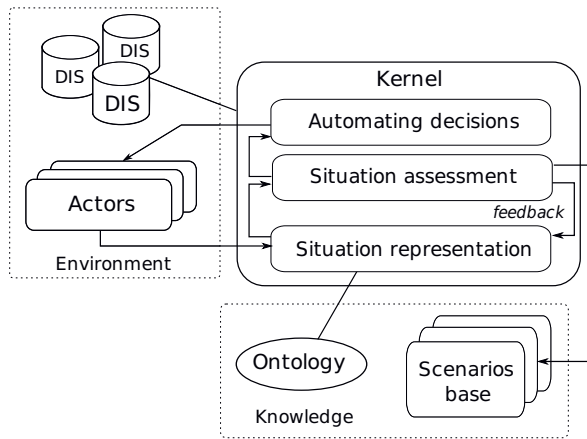 DIS
DIS
DIS
Kernel
Automating decisions
Situation assessment
feedback
Situation representation
Actors
Environment
Ontology
Scenarios
base
Knowledge